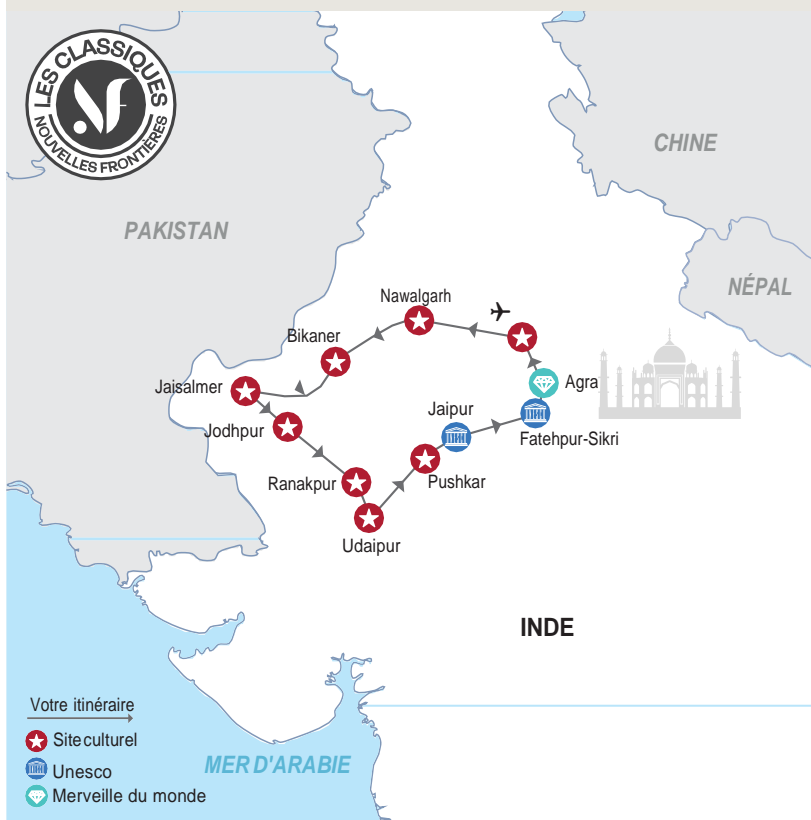 LES CLASSIQUES
NF
NOUVELLES FRONTIÈRES
CHINE
PAKISTAN
NÉPAL
Nawalgarh
Bikaner
Jaisalmer
Agra
Jaipur
Jodhpur
Fatehpur-Sikri
Ranakpur
Pushkar
Udaipur
INDE
Votre itinéraire
Site culturel
Unesco
Merveille du monde
MER D'ARABIE